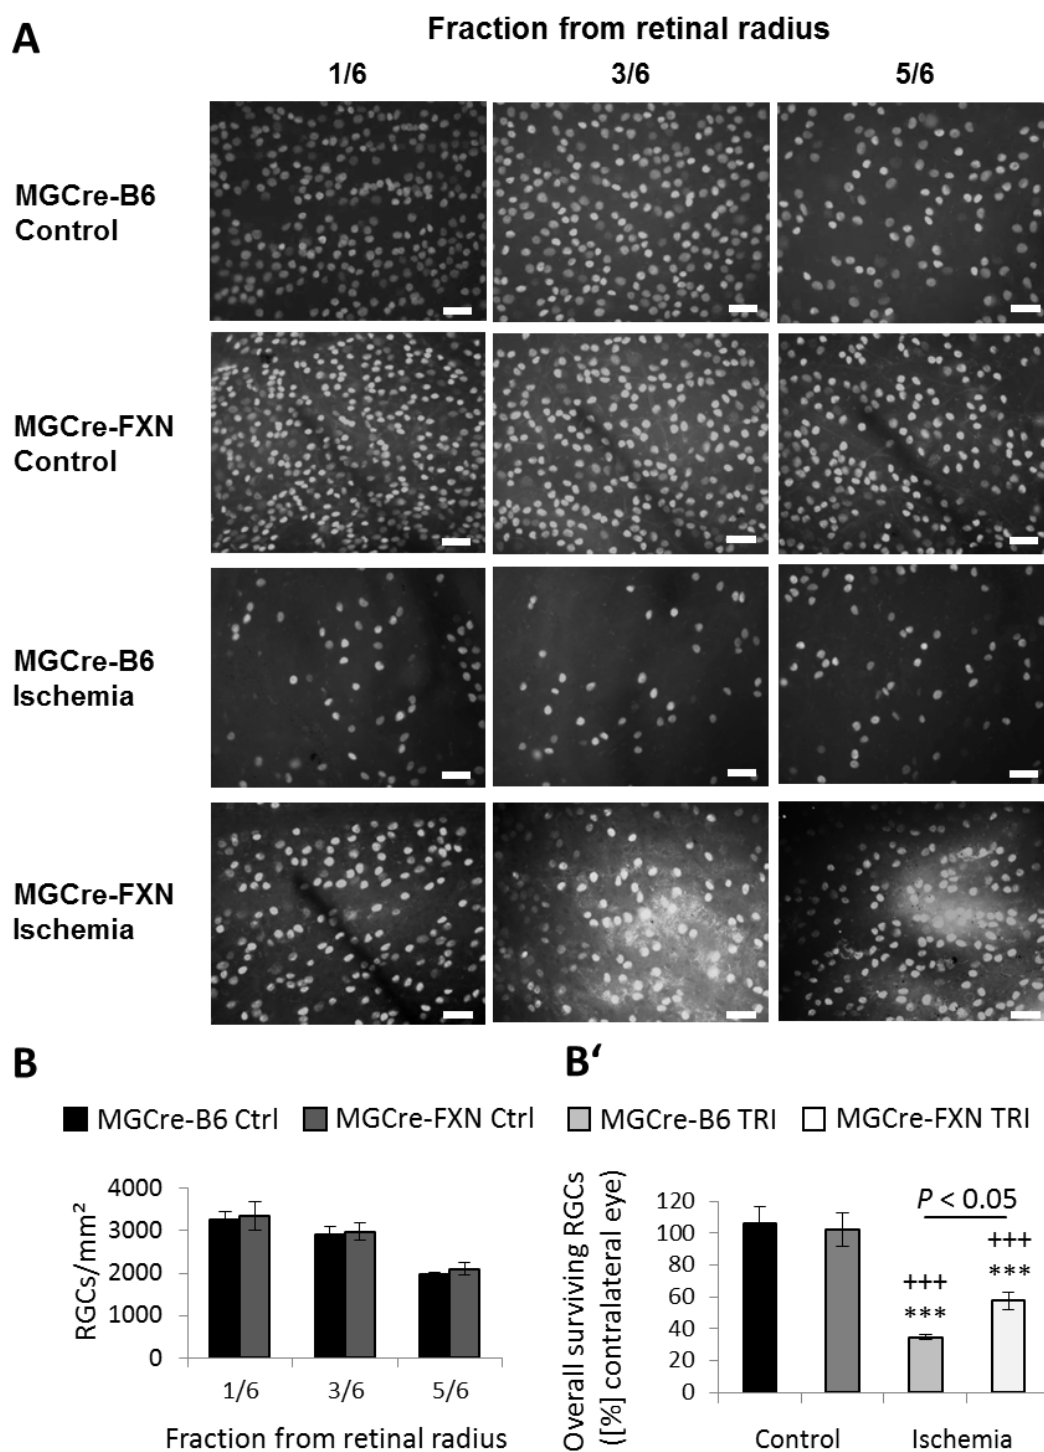 A
Fraction from retinal radius
1/6 3/6 5/6
MGCre-B6
Control
MGCre-FXN
Control
MGCre-B6
Ischemia
MGCre-FXN
Ischemia
B
MGCre-B6 Ctrl MGCre-FXN Ctrl
RGCs/mm²
4000
3000
2000
1000
0
1/6 3/6 5/6
Fraction from retinal radius
B‘
MGCre-B6 TRI MGCre-FXN TRI
Overall surviving RGCs
([%] contralateral eye)
120
100
80
60
40
20
0
P < 0.05
+++
***
+++
***
Control Ischemia